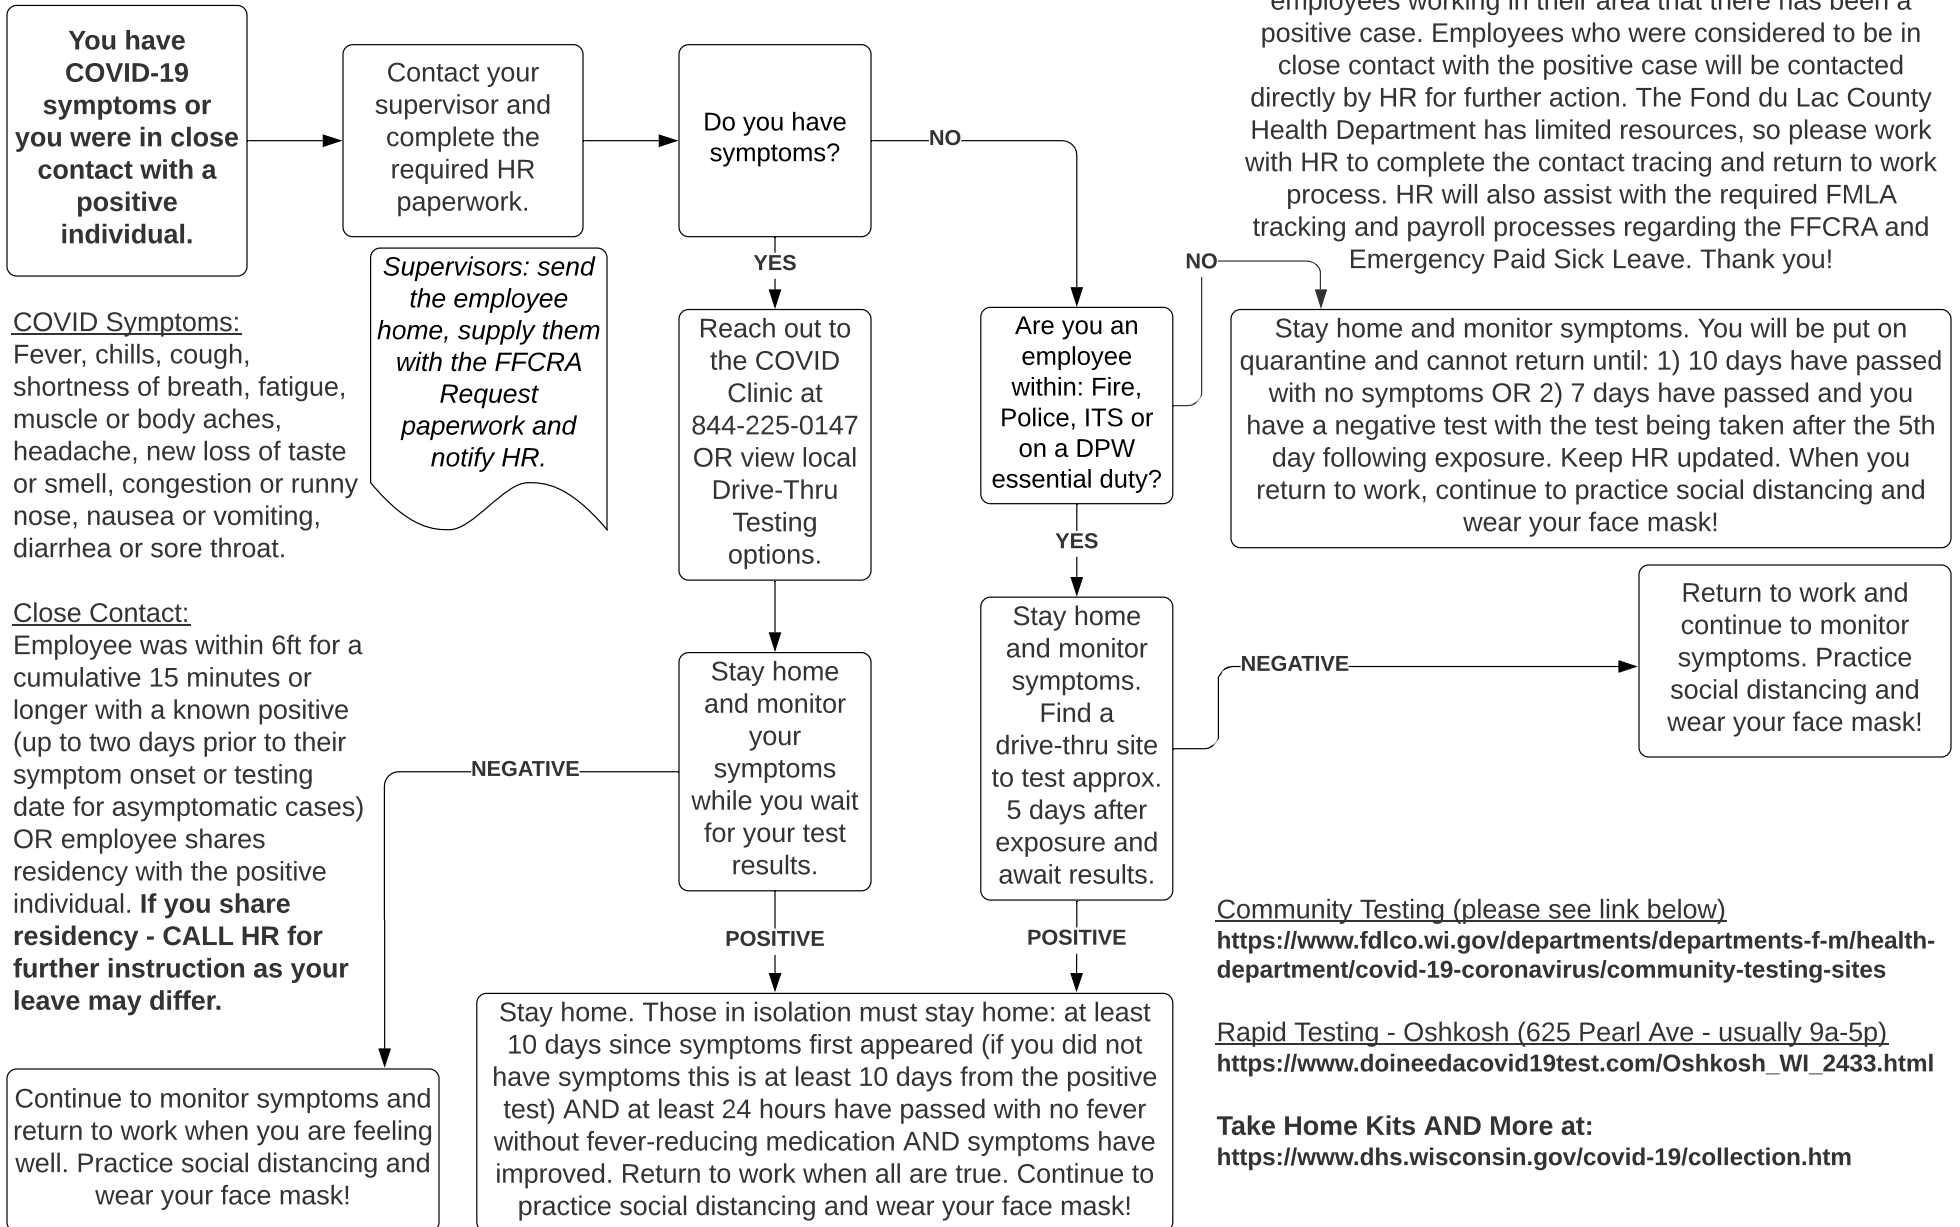 You have
COVID-19
symptoms or
you were in close
contact with a
positive
individual.
Contact your
supervisor and
complete the
required HR
paperwork.
Do you have
symptoms?
NO
employees working in their area that there has been a
positive case. Employees who were considered to be in
close contact with the positive case will be contacted
directly by HR for further action. The Fond du Lac County
Health Department has limited resources, so please work
with HR to complete the contact tracing and return to work
process. HR will also assist with the required FMLA
tracking and payroll processes regarding the FFCRA and
Emergency Paid Sick Leave. Thank you!
Supervisors: send
the employee
home, supply them
with the FFCRA
Request
paperwork and
notify HR.
YES
NO
COVID Symptoms:
Fever, chills, cough,
shortness of breath, fatigue,
muscle or body aches,
headache, new loss of taste
or smell, congestion or runny
nose, nausea or vomiting,
diarrhea or sore throat.
Reach out to
the COVID
Clinic at
844-225-0147
OR view local
Drive-Thru
Testing
options.
Are you an
employee
within: Fire,
Police, ITS or
on a DPW
essential duty?
Stay home and monitor symptoms. You will be put on
quarantine and cannot return until: 1) 10 days have passed
with no symptoms OR 2) 7 days have passed and you
have a negative test with the test being taken after the 5th
day following exposure. Keep HR updated. When you
return to work, continue to practice social distancing and
wear your face mask!
YES
Close Contact:
Employee was within 6ft for a
cumulative 15 minutes or
longer with a known positive
(up to two days prior to their
symptom onset or testing
date for asymptomatic cases)
OR employee shares
residency with the positive
individual. If you share
residency - CALL HR for
further instruction as your
leave may differ.
Stay home
and monitor
your
symptoms
while you wait
for your test
results.
Stay home
and monitor
symptoms.
Find a
drive-thru site
to test approx.
5 days after
exposure and
await results.
NEGATIVE
Return to work and
continue to monitor
symptoms. Practice
social distancing and
wear your face mask!
NEGATIVE
POSITIVE
POSITIVE
Community Testing (please see link below)
https://www.fdlco.wi.gov/departments/departments-f-m/health-
department/covid-19-coronavirus/community-testing-sites
Rapid Testing - Oshkosh (625 Pearl Ave - usually 9a-5p)
https://www.doineedacovid19test.com/Oshkosh_WI_2433.html
Take Home Kits AND More at:
https://www.dhs.wisconsin.gov/covid-19/collection.htm
Continue to monitor symptoms and
return to work when you are feeling
well. Practice social distancing and
wear your face mask!
Stay home. Those in isolation must stay home: at least
10 days since symptoms first appeared (if you did not
have symptoms this is at least 10 days from the positive
test) AND at least 24 hours have passed with no fever
without fever-reducing medication AND symptoms have
improved. Return to work when all are true. Continue to
practice social distancing and wear your face mask!